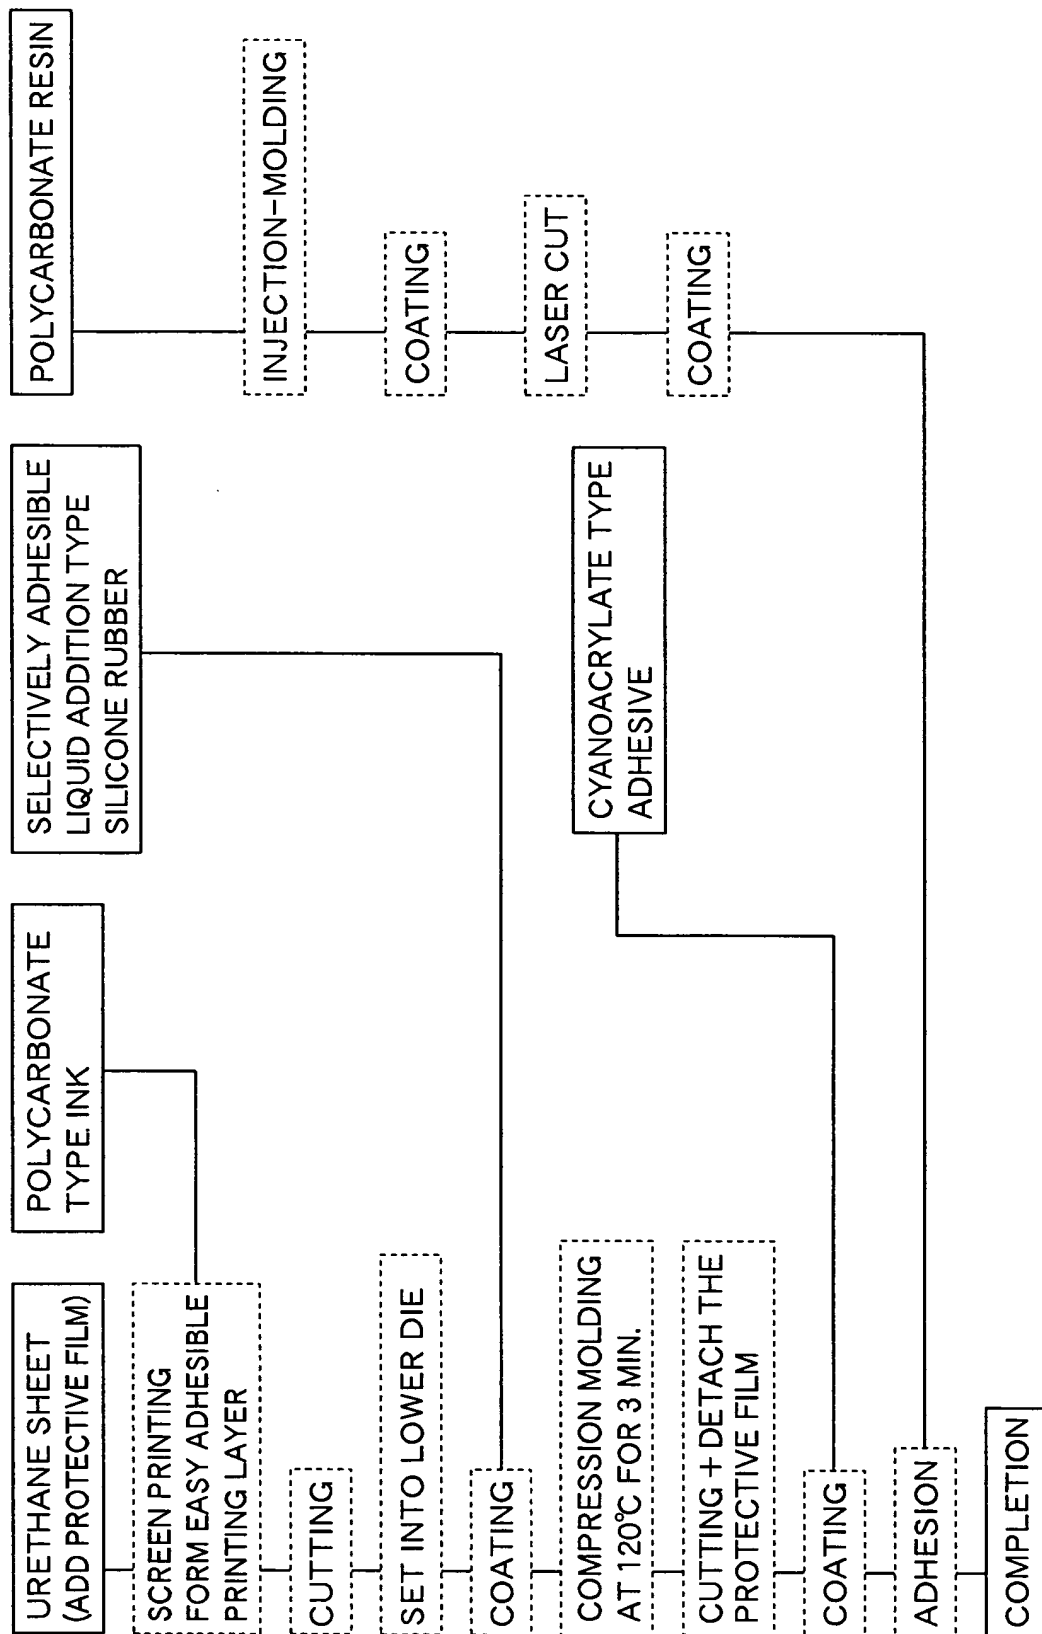 URETHANE SHEET
(ADD PROTECTIVE FILM)
SCREEN PRINTING
FORM EASY ADHESIBLE
PRINTING LAYER
CUTTING
SET INTO LOWER DIE
COATING
COMPRESSION MOLDING
AT 120℃ FOR 3 MIN.
CUTTING + DETACH THE
PROTECTIVE FILM
COATING
ADHESION
COMPLETION
POLYCARBONATE
TYPE INK
SELECTIVELY ADHESIBLE
LIQUID ADDITION TYPE
SILICONE RUBBER
CYANOACRYLATE TYPE
ADHESIVE
POLYCARBONATE RESIN
INJECTION-MOLDING
COATING
LASER CUT
COATING